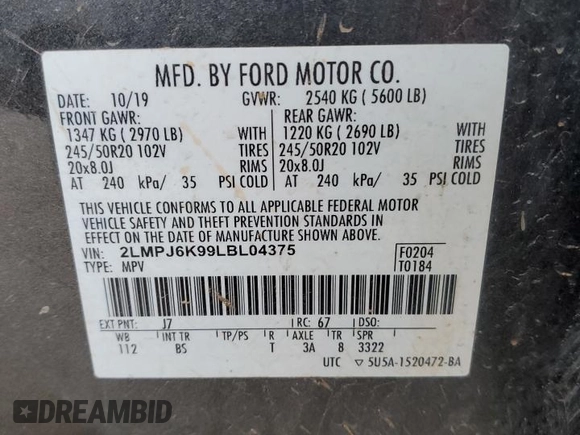 MFD. BY FORD MOTOR CO.
DATE: 10/19 GVWR: 2540 KG (5600 LB)
FRONT GAWR: REAR GAWR:
1347 KG (2970 LB) WITH 1220 KG (2690 LB) WITH
245/50R20 102V TIRES 245/50R20 102V TIRES
20x8.0J RIMS 20x8.0J RIMS
AT 240 kPa/ 35 PSI COLD AT 240 kPa/ 35 PSI COLD
THIS VEHICLE CONFORMS TO ALL APPLICABLE FEDERAL MOTOR
VEHICLE SAFETY AND THEFT PREVENTION STANDARDS IN
EFFECT ON THE DATE OF MANUFACTURE SHOWN ABOVE.
VIN: 2LMPJ6K99LBL04375 F0204
TYPE: MPV T0184
EXT PNT: J7 RC: 67 DSO:
WB INT TR TP/PS R AXLE TR SPR
112 BS T 3A 8 3322
UTC ▽ 5U5A-1520472-BA
DREAMBID